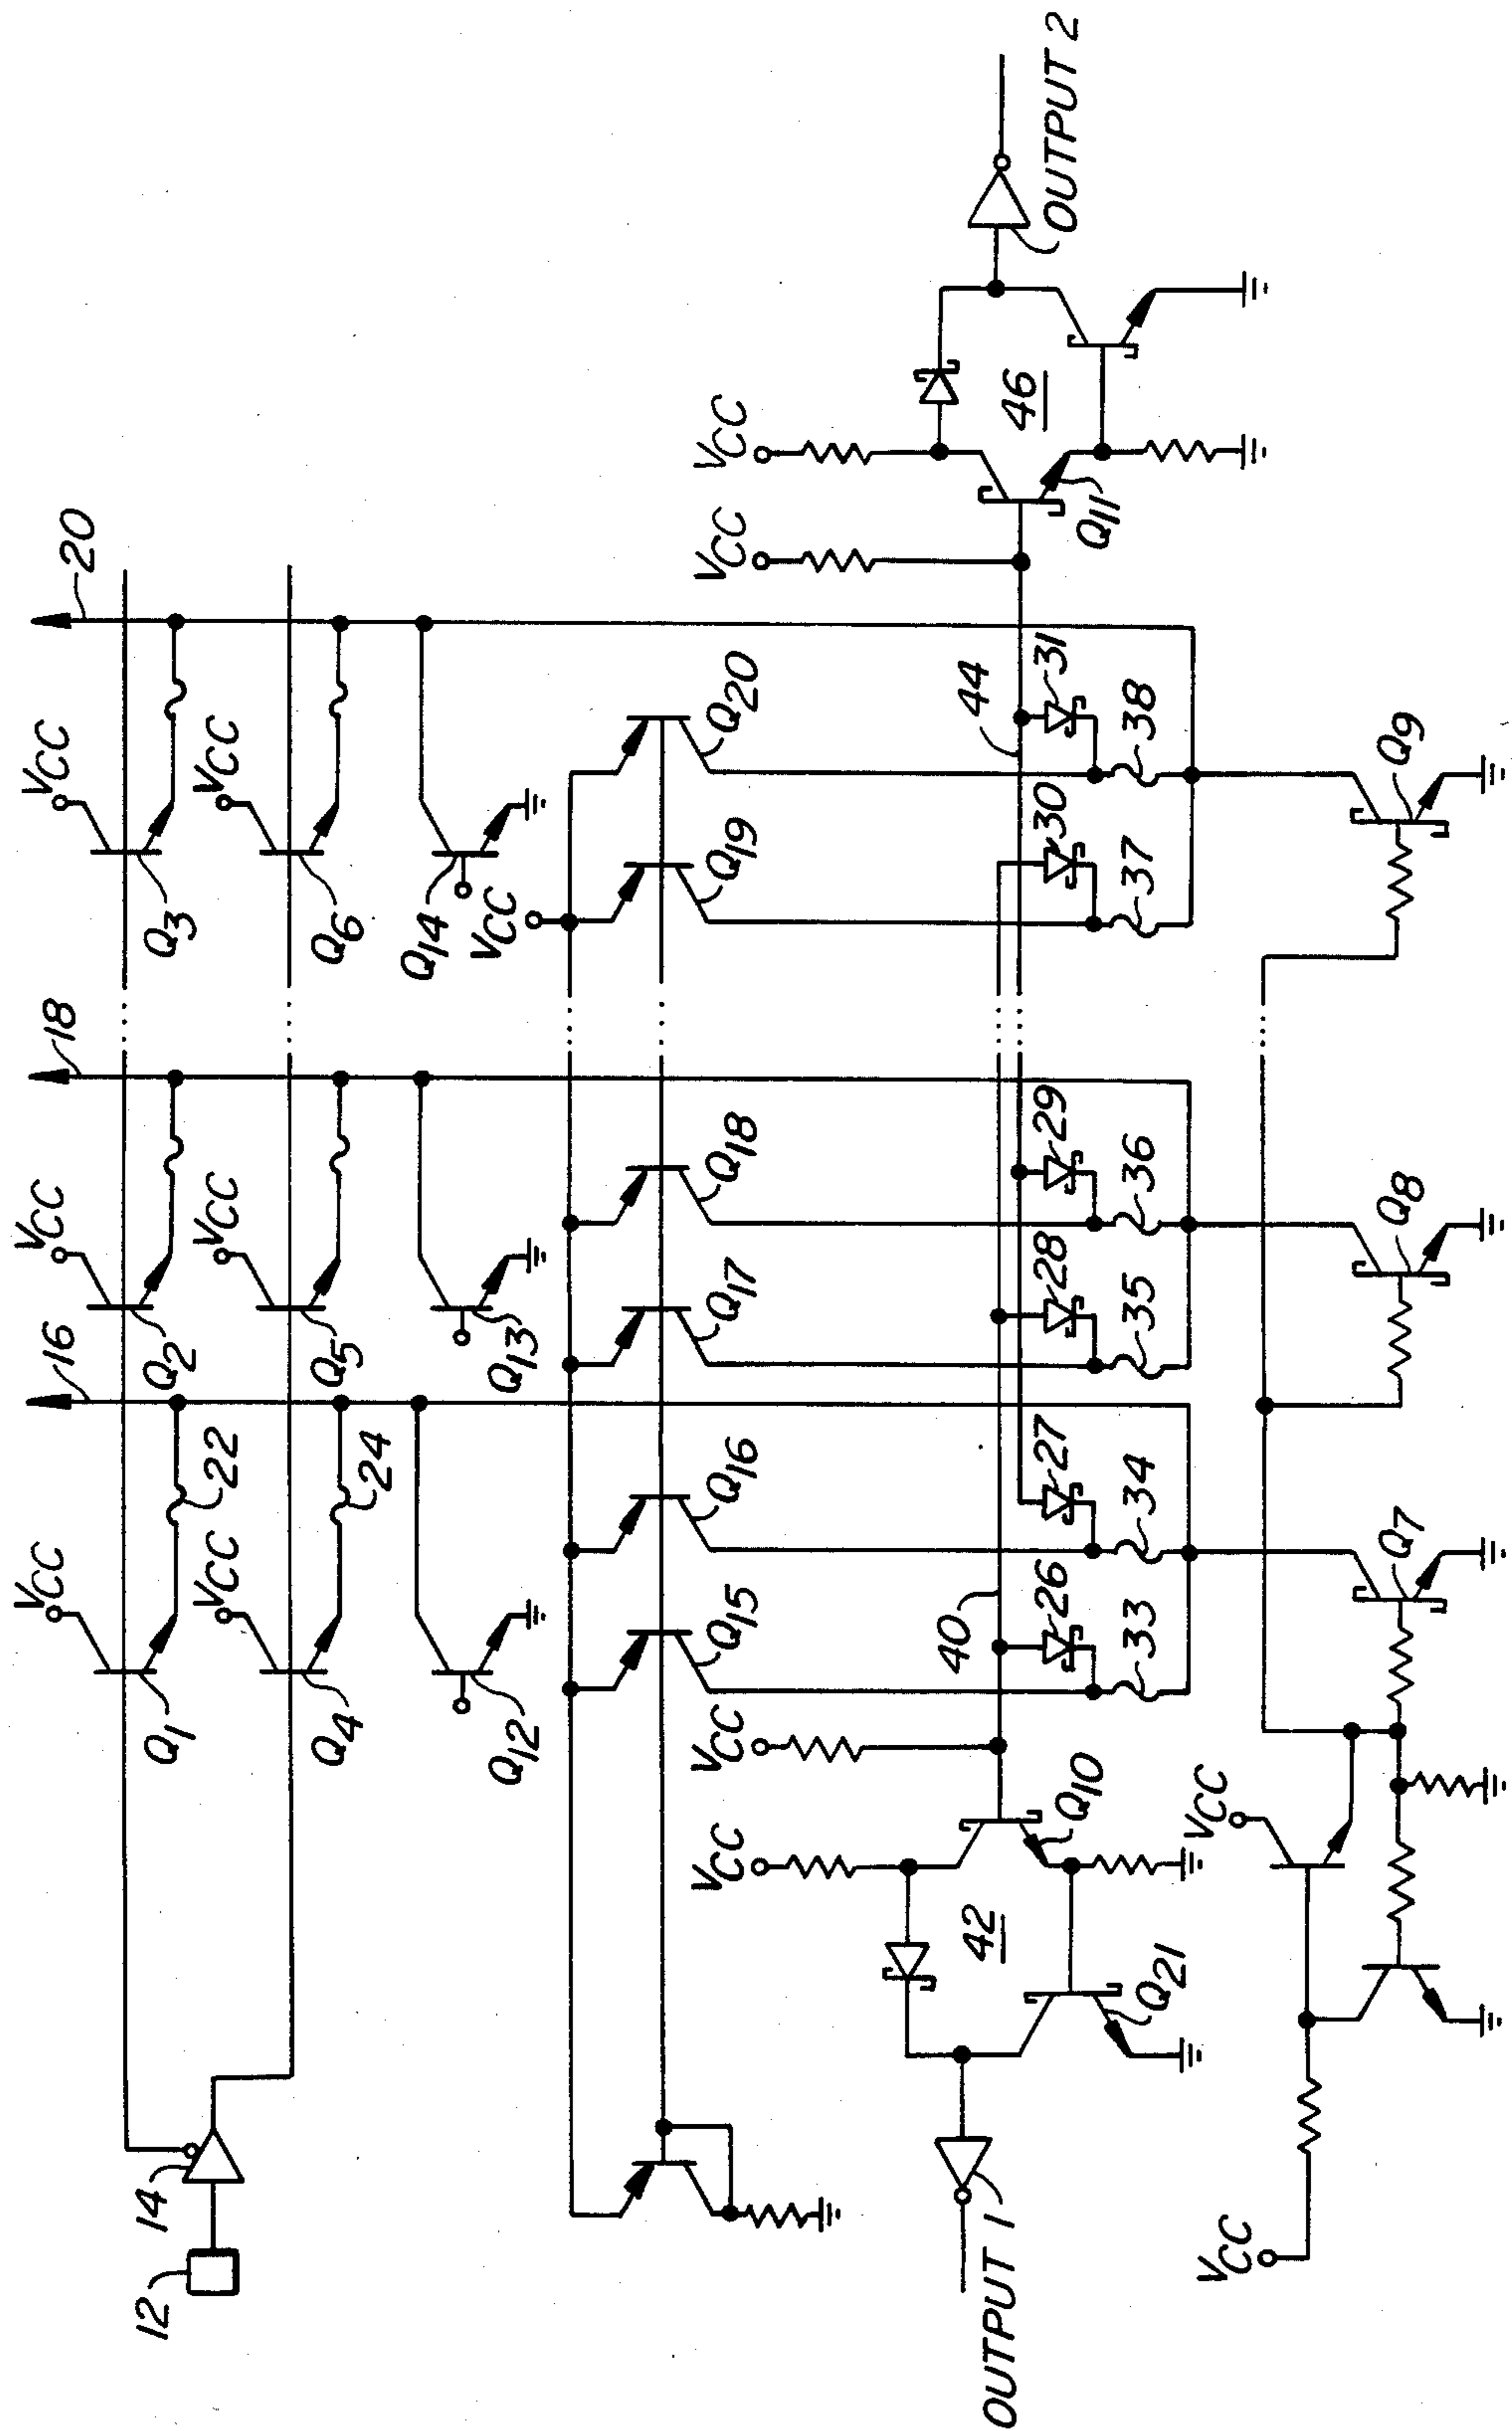 12
14
VCC
Q1
VCC
Q2
VCC
Q3
16
18
20
22
VCC
Q4
VCC
Q5
VCC
Q6
24
Q12
Q13
Q14
VCC
Q15
Q16
Q17
Q18
Q19
Q20
VCC
VCC
VCC
VCC
42
Q10
Q21
40
44
46
Q11
26
27
28
29
30
31
33
34
35
36
37
38
OUTPUT 1
OUTPUT 2
VCC
VCC
Q7
Q8
Q9